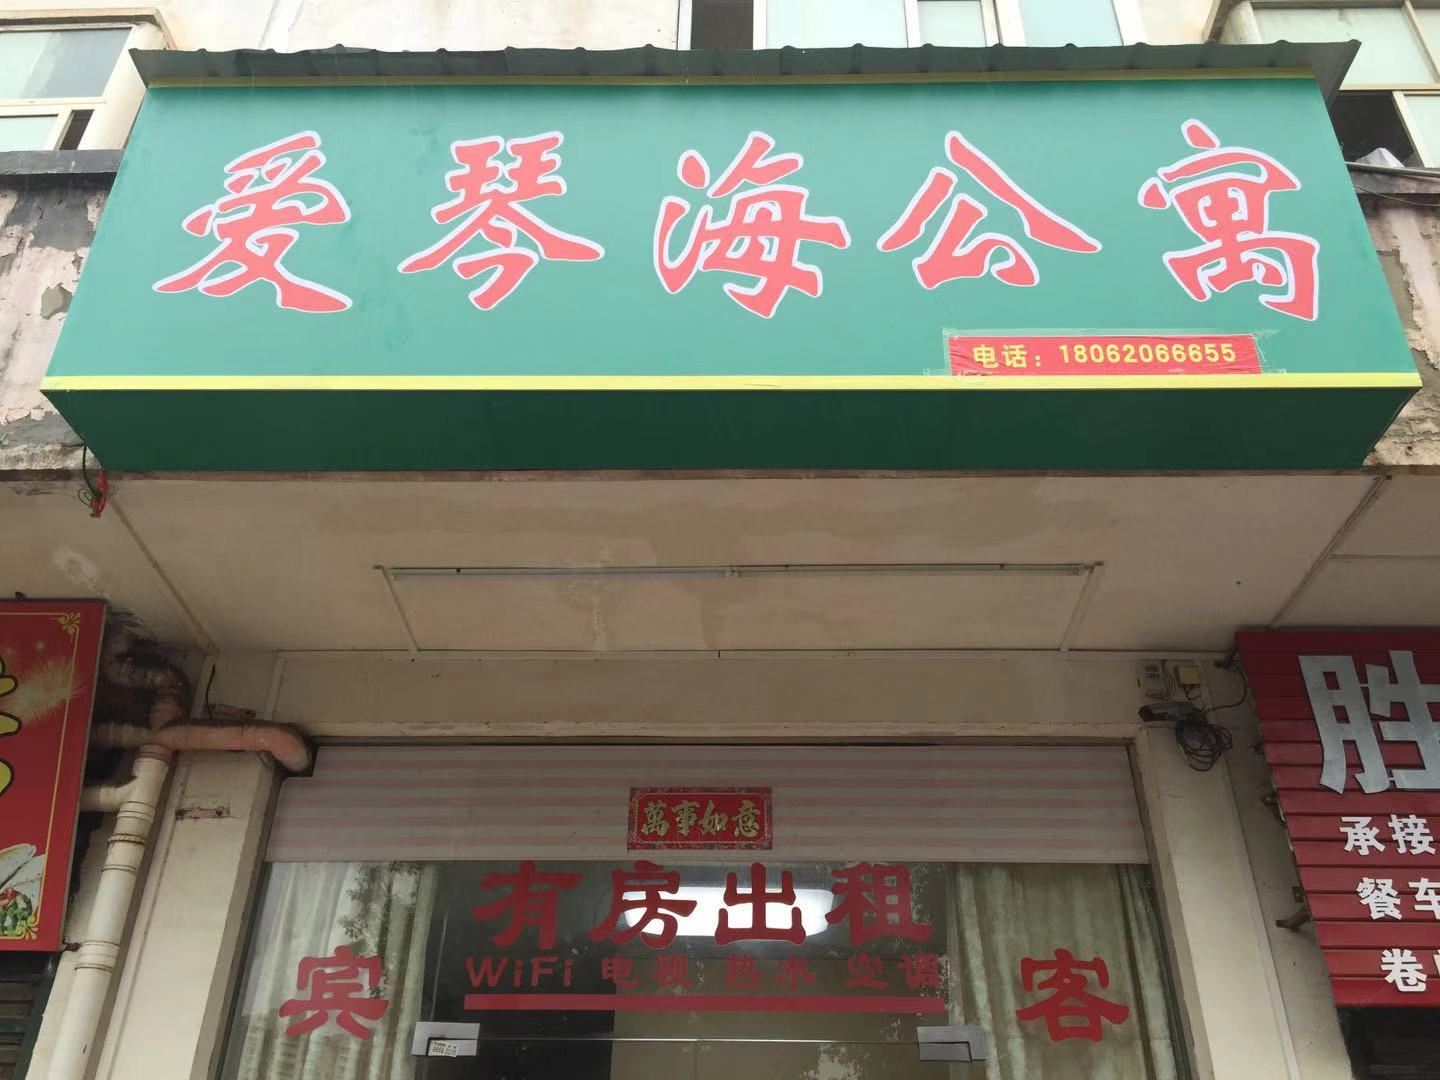 爱琴海公寓
电话：18062066655
萬事如意
有房出租
WiFi 电视 热水 空调
宾 客
胜
承接
餐车